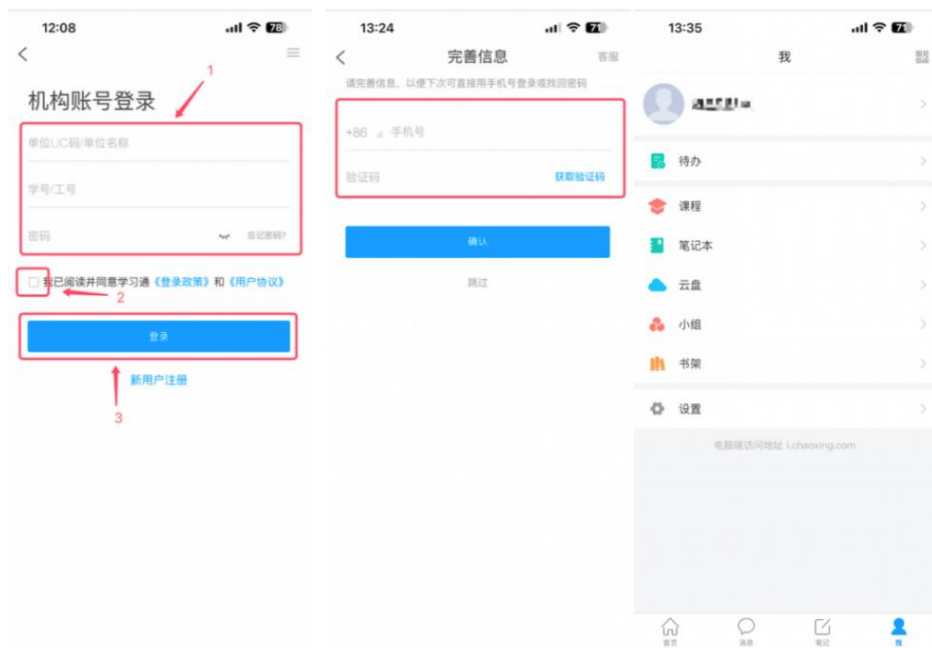 12:08
78
1
机构账号登录
单位UC码/单位名称
学号/工号
密码
忘记密码?
我已阅读并同意学习通《登录政策》和《用户协议》
2
登录
新用户注册
3
13:24
71
完善信息
客服
请完善信息，以便下次可直接用手机号登录或找回密码
+86
手机号
验证码
获取验证码
确认
跳过
13:35
71
我
待办
课程
笔记本
云盘
小组
书架
设置
电脑端访问地址 i.chaoxing.com
首页
消息
笔记
我